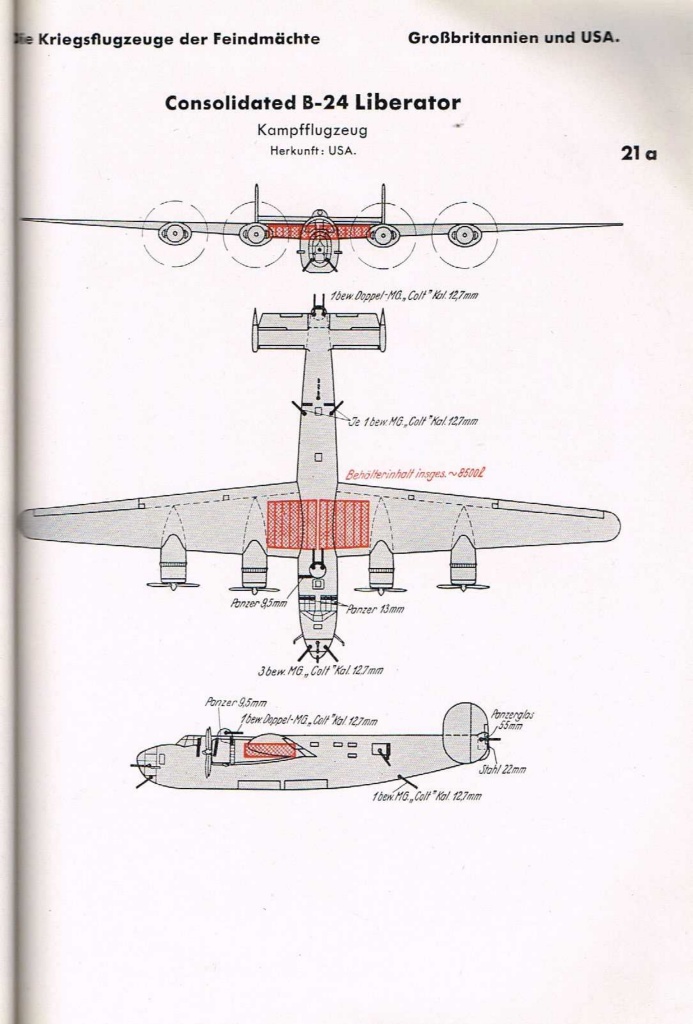 Die Kriegsflugzeuge der Feindmächte
Großbritannien und USA.
Consolidated B-24 Liberator
Kampfflugzeug
Herkunft: USA.
21 a
1 bew. Doppel-MG. „Colt" Kal. 12,7mm
Je 1 bew. MG. „Colt" Kal. 12,7mm
Behälterinhalt insges. ~ 8500 l
Panzer 9,5mm
Panzer 13mm
3 bew. MG. „Colt" Kal. 12,7mm
Panzer 9,5mm
1 bew. Doppel-MG. „Colt" Kal. 12,7mm
Panzerglas
55mm
Stahl 22mm
1 bew. MG. „Colt" Kal. 12,7mm